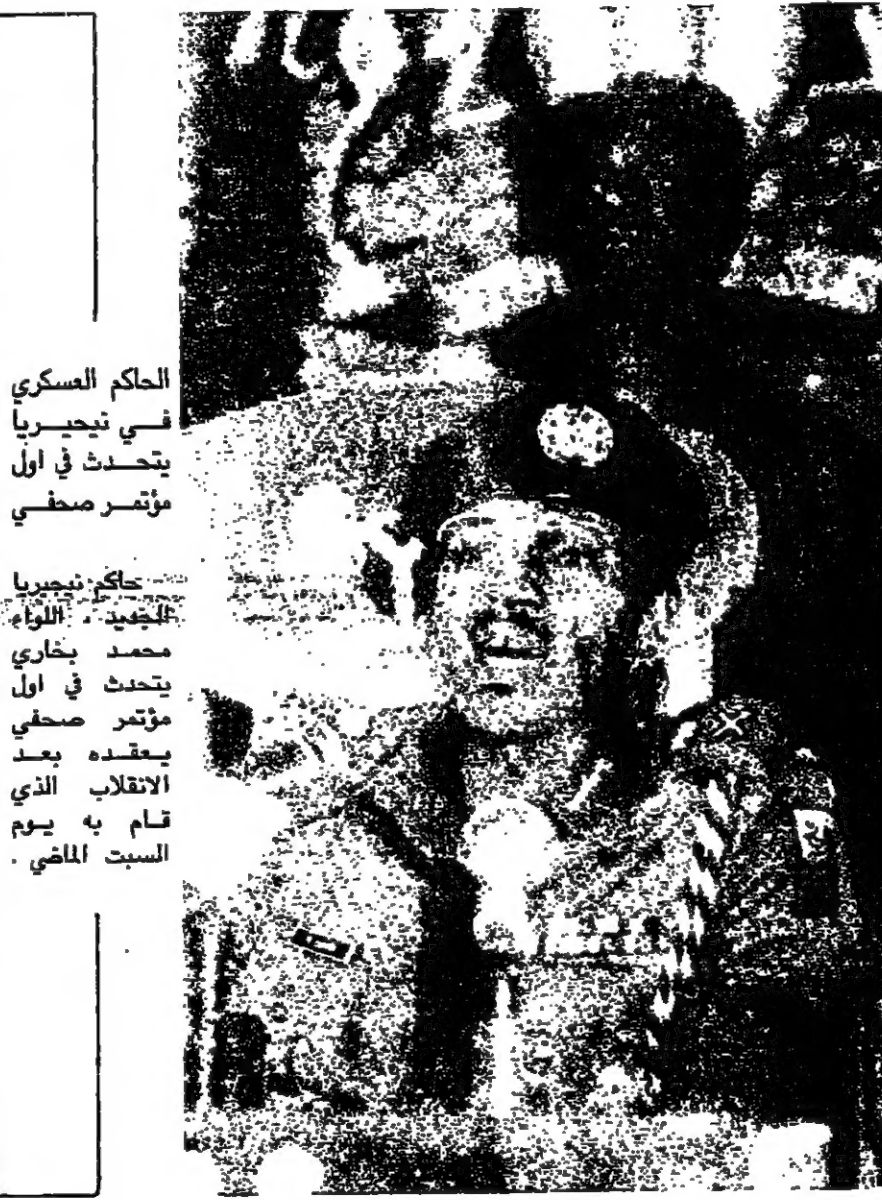 الحاكم العسكري
في نيجيريا
يتحدث في اول
مؤتمر صحفي
حاكم نيجيريا
الجديد ، اللواء
محمد بخاري
يتحدث في اول
مؤتمر صحفي
يعقده بعد
الانقلاب الذي
قام به يوم
السبت الماضي .